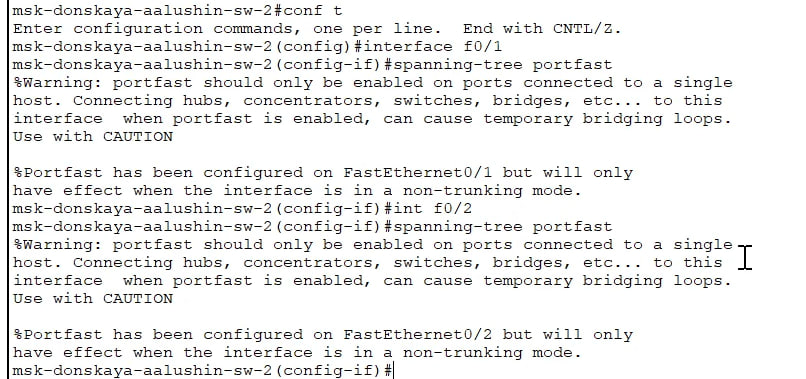 msk-donskaya-aalushin-sw-2#conf t
Enter configuration commands, one per line.  End with CNTL/Z.
msk-donskaya-aalushin-sw-2(config)#interface f0/1
msk-donskaya-aalushin-sw-2(config-if)#spanning-tree portfast
%Warning: portfast should only be enabled on ports connected to a single
host. Connecting hubs, concentrators, switches, bridges, etc... to this
interface  when portfast is enabled, can cause temporary bridging loops.
Use with CAUTION

%Portfast has been configured on FastEthernet0/1 but will only
have effect when the interface is in a non-trunking mode.
msk-donskaya-aalushin-sw-2(config-if)#int f0/2
msk-donskaya-aalushin-sw-2(config-if)#spanning-tree portfast
%Warning: portfast should only be enabled on ports connected to a single
host. Connecting hubs, concentrators, switches, bridges, etc... to this
interface  when portfast is enabled, can cause temporary bridging loops.
Use with CAUTION

%Portfast has been configured on FastEthernet0/2 but will only
have effect when the interface is in a non-trunking mode.
msk-donskaya-aalushin-sw-2(config-if)#